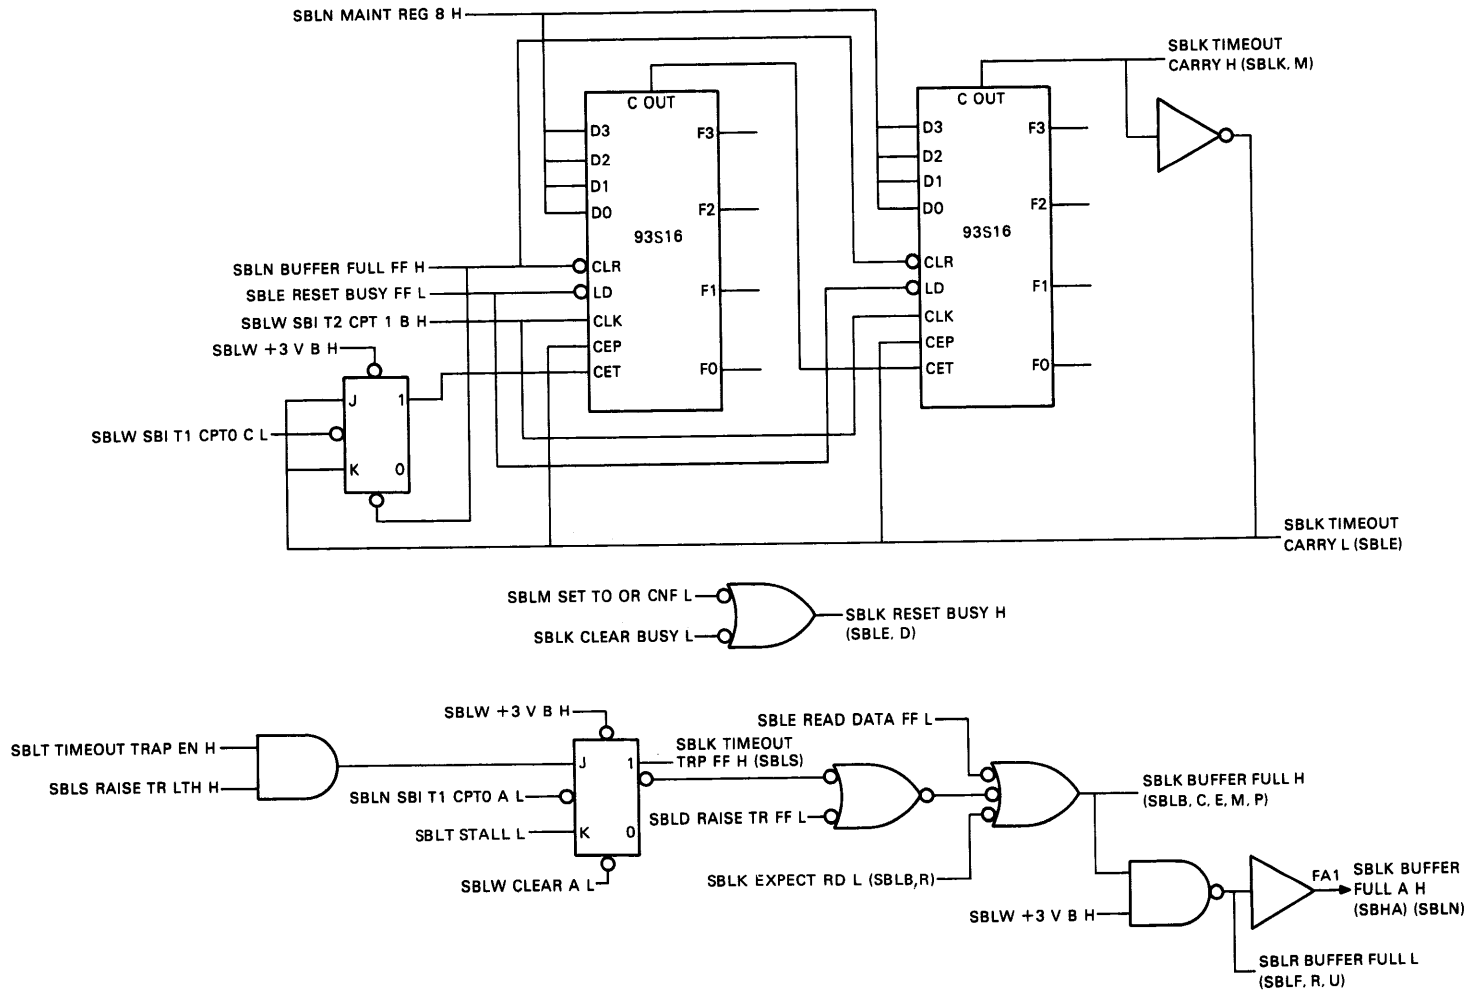 SBLN MAINT REG 8 H
SBLK TIMEOUT
CARRY H (SBLK, M)
C OUT
D3
D2
D1
D0
F3
F2
F1
F0
93S16
CLR
LD
CLK
CEP
CET
C OUT
D3
D2
D1
D0
F3
F2
F1
F0
93S16
CLR
LD
CLK
CEP
CET
SBLN BUFFER FULL FF H
SBLE RESET BUSY FF L
SBLW SBI T2 CPT 1 B H
SBLW +3 V B H
J
1
SBLW SBI T1 CPT0 C L
K
0
SBLK TIMEOUT
CARRY L (SBLE)
SBLM SET TO OR CNF L
SBLK CLEAR BUSY L
SBLK RESET BUSY H
(SBLE, D)
SBLW +3 V B H
SBLT TIMEOUT TRAP EN H
SBLS RAISE TR LTH H
J
1
SBLK TIMEOUT
TRP FF H (SBLS)
SBLN SBI T1 CPT0 A L
SBLT STALL L
K
0
SBLW CLEAR A L
SBLE READ DATA FF L
SBLD RAISE TR FF L
SBLK EXPECT RD L (SBLB,R)
SBLK BUFFER FULL H
(SBLB, C, E, M, P)
SBLW +3 V B H
FA1
SBLK BUFFER
FULL A H
(SBHA) (SBLN)
SBLR BUFFER FULL L
(SBLF, R, U)